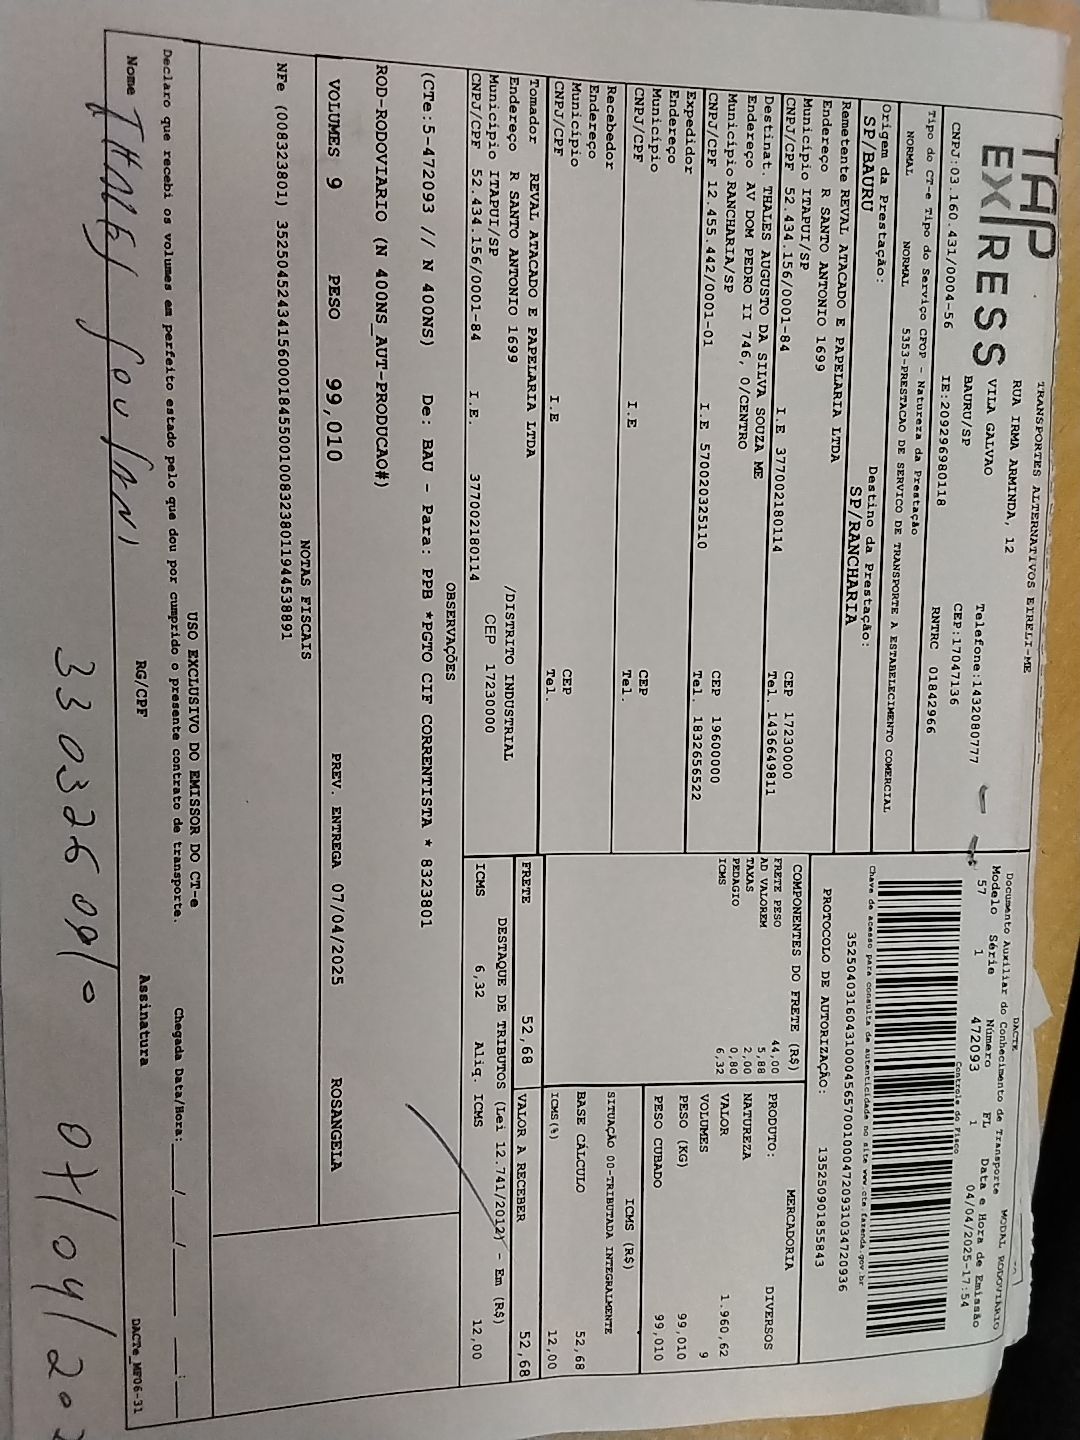 TAP
EXPRESS
TRANSPORTES ALTERNATIVOS EIRELI-ME
RUA IRMA ARMINDA, 12
VILA GALVAO
BAURU/SP
Telefone:1432080777
CEP:17047136
CNPJ:03.160.431/0004-56 IE:209296980118 RNTRC 01842966
Tipo do CT-e Tipo do Serviço CFOP - Natureza da Prestação
NORMAL NORMAL 5353-PRESTACAO DE SERVICO DE TRANSPORTE A ESTABELECIMENTO COMERCIAL
Origem da Prestação: Destino da Prestação:
SP/BAURU SP/RANCHARIA
Remetente REVAL ATACADO E PAPELARIA LTDA
Endereço R SANTO ANTONIO 1699
Município ITAPUI/SP CEP 17230000
CNPJ/CPF 52.434.156/0001-84 I.E 377002180114 Tel. 1436649811
Destinat. THALES AUGUSTO DA SILVA SOUZA ME
Endereço AV DOM PEDRO II 746, 0/CENTRO
Município RANCHARIA/SP CEP 19600000
CNPJ/CPF 12.455.442/0001-01 I.E 570020325110 Tel. 1832656522
Expedidor
Endereço
Município CEP
CNPJ/CPF I.E Tel.
Recebedor
Endereço
Município CEP
CNPJ/CPF I.E Tel.
Tomador REVAL ATACADO E PAPELARIA LTDA
Endereço R SANTO ANTONIO 1699 /DISTRITO INDUSTRIAL
Município ITAPUI/SP CEP 17230000
CNPJ/CPF 52.434.156/0001-84 I.E. 377002180114
DACTE
Documento Auxiliar do Conhecimento de Transporte MODAL RODOVIÁRIO
Modelo Série Número FL Data e Hora de Emissão
57 1 472093 1 04/04/2025-17:54
Controle do Fisco
Chave de acesso para consulta de autenticidade no site www.cte.fazenda.gov.br
35250403160431000456570010004720931034720936
PROTOCOLO DE AUTORIZAÇÃO: 135250901855843
COMPONENTES DO FRETE (R$)
FRETE PESO 44,00
AD VALOREM 5,88
TAXAS 2,00
PEDAGIO 0,80
ICMS 6,32
MERCADORIA
PRODUTO: DIVERSOS
NATUREZA
VALOR 1.960,62
VOLUMES 9
PESO (KG) 99,010
PESO CUBADO 99,010
ICMS (R$)
SITUAÇÃO 00-TRIBUTADA INTEGRALMENTE
BASE CÁLCULO 52,68
ICMS(%) 12,00
FRETE 52,68 VALOR A RECEBER 52,68
DESTAQUE DE TRIBUTOS (Lei 12.741/2012) - Em (R$)
ICMS 6,32 Aliq. ICMS 12,00
OBSERVAÇÕES
(CTe:5-472093 // N 400NS) De: BAU - Para: PPB *PGTO CIF CORRENTISTA * 8323801
ROD-RODOVIARIO (N 400NS_AUT-PRODUCAO#)
VOLUMES 9 PESO 99,010 PREV. ENTREGA 07/04/2025 ROSANGELA
NOTAS FISCAIS
NFe (008323801) 35250452434156000184550010083238011944538891
USO EXCLUSIVO DO EMISSOR DO CT-e
Declaro que recebi os volumes em perfeito estado pelo que dou por cumprido o presente contrato de transporte. Chegada Data/Hora: ___/___/___ ___:___
Nome RG/CPF Assinatura DACTe_MP06-31